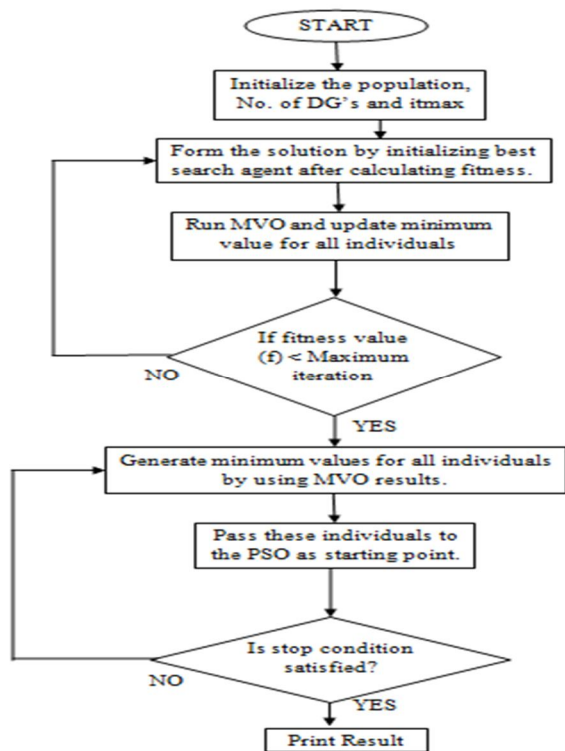 START
Initialize the population,
No. of DG's and itmax
Form the solution by initializing best
search agent after calculating fitness.
Run MVO and update minimum
value for all individuals
If fitness value
(f) < Maximum
iteration
NO
YES
Generate minimum values for all individuals
by using MVO results.
Pass these individuals to
the PSO as starting point.
Is stop condition
satisfied?
NO
YES
Print Result